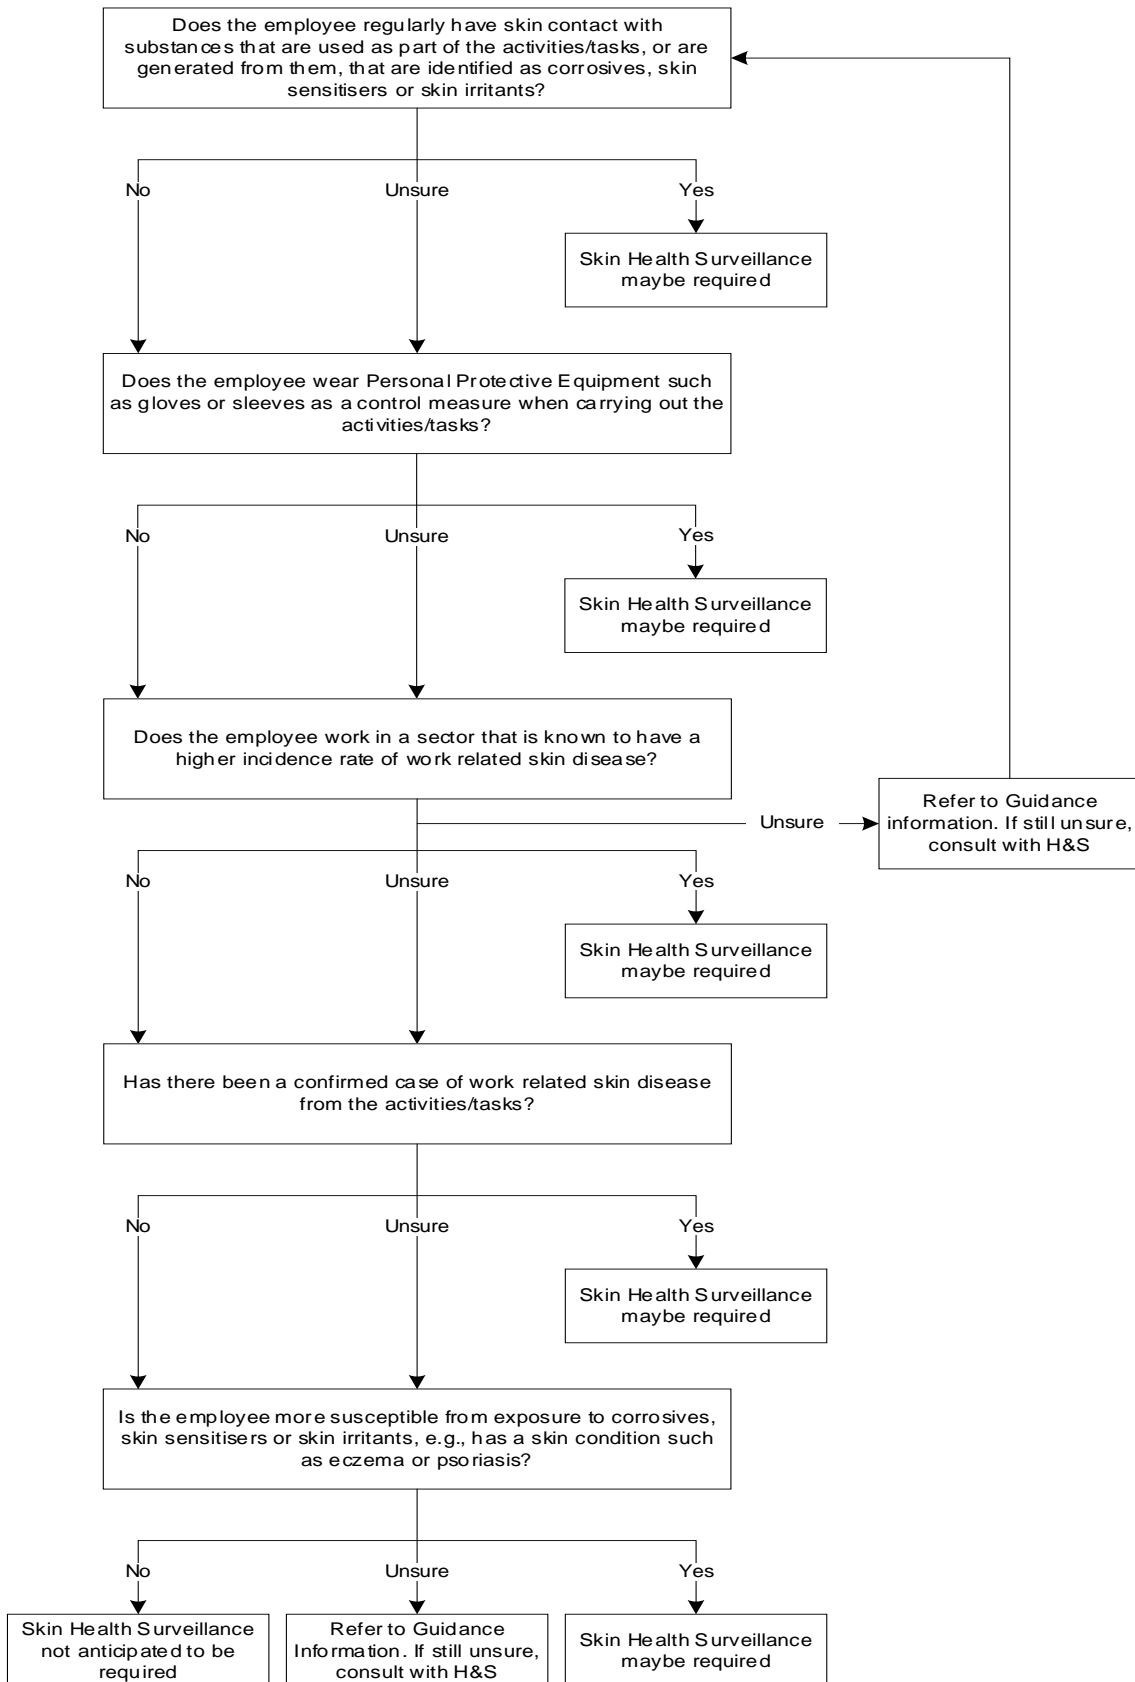 Does the employee regularly have skin contact with
substances that are used as part of the activities/tasks, or are
generated from them, that are identified as corrosives, skin
sensitisers or skin irritants?
No
Unsure
Yes
Skin Health Surveillance
maybe required
Does the employee wear Personal Protective Equipment such
as gloves or sleeves as a control measure when carrying out the
activities/tasks?
No
Unsure
Yes
Skin Health Surveillance
maybe required
Does the employee work in a sector that is known to have a
higher incidence rate of work related skin disease?
Unsure
Refer to Guidance
information. If still unsure,
consult with H&S
No
Unsure
Yes
Skin Health Surveillance
maybe required
Has there been a confirmed case of work related skin disease
from the activities/tasks?
No
Unsure
Yes
Skin Health Surveillance
maybe required
Is the employee more susceptible from exposure to corrosives,
skin sensitisers or skin irritants, e.g., has a skin condition such
as eczema or psoriasis?
No
Unsure
Yes
Skin Health Surveillance
not anticipated to be
required
Refer to Guidance
Information. If still unsure,
consult with H&S
Skin Health Surveillance
maybe required